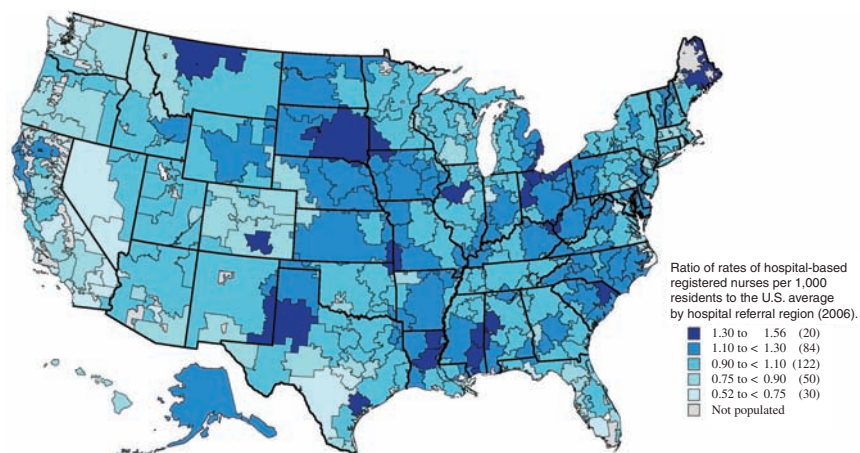 Ratio of rates of hospital-based
registered nurses per 1,000
residents to the U.S. average
by hospital referral region (2006).
1.30 to 1.56 (20)
1.10 to < 1.30 (84)
0.90 to < 1.10 (122)
0.75 to < 0.90 (50)
0.52 to < 0.75 (30)
Not populated